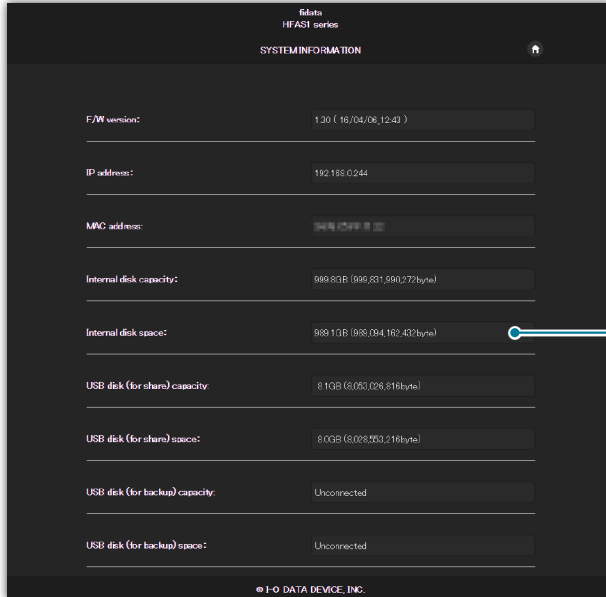 fidata
HFAS1 series
SYSTEM INFORMATION
F/W version: 1.30 ( 16/04/06,12:43 )
IP address: 192.168.0.244
MAC address:
Internal disk capacity: 999.8GB (999,831,990,272byte)
Internal disk space: 989.1GB (989,094,162,432byte)
USB disk (for share) capacity: 8.1GB (8,053,026,816byte)
USB disk (for share) space: 8.0GB (8,028,553,216byte)
USB disk (for backup) capacity: Unconnected
USB disk (for backup) space: Unconnected
© I-O DATA DEVICE, INC.